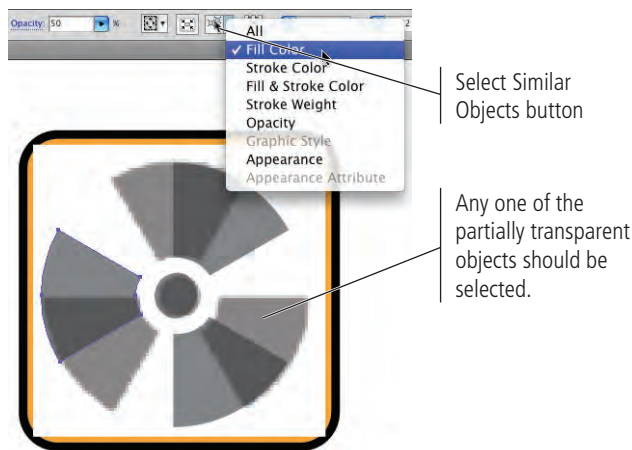 Opacity: 50 %
2
All
✓ Fill Color
Stroke Color
Fill & Stroke Color
Stroke Weight
Opacity
Graphic Style
Appearance
Appearance Attribute
Select Similar
Objects button
Any one of the
partially transparent
objects should be
selected.